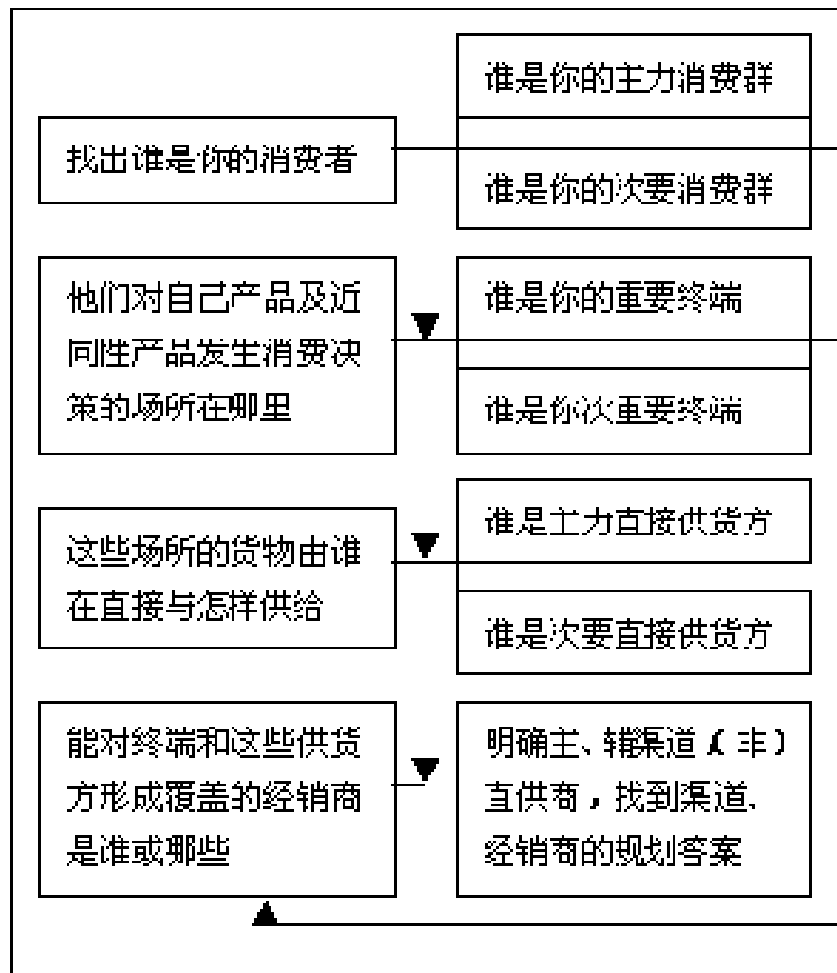 找出谁是你的消费者
谁是你的主力消费群
谁是你的次要消费群
他们对自己产品及近
同性产品发生消费决
策的场所在哪里
谁是你的重要终端
谁是你次重要终端
这些场所的货物由谁
在直接与怎样供给
谁是主力直接供货方
谁是次要直接供货方
能对终端和这些供货
方形成覆盖的经销商
是谁或哪些
明确主、辅渠道(非)
直供商,找到渠道、
经销商的规划答案